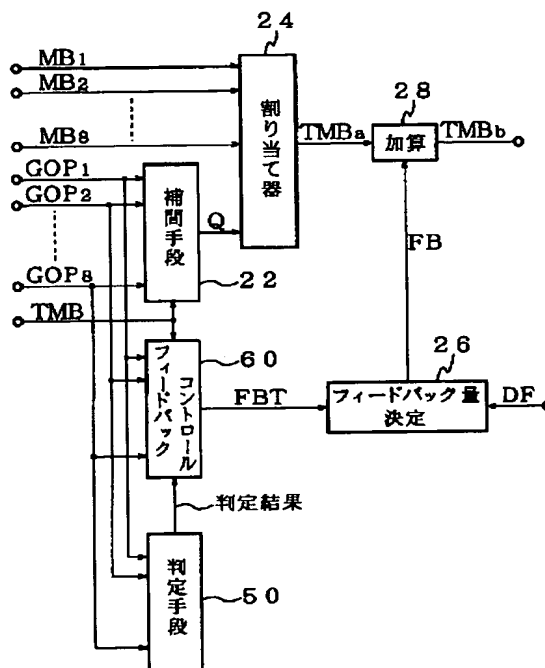 24
MB1
MB2
MB8
割り当て器
TMBa
28
加算
TMBb
GOP1
GOP2
GOP8
補間手段
Q
22
FB
TMB
60
フィードバック
コントロール
FBT
26
フィードバック量
決定
DF
判定結果
判定手段
50